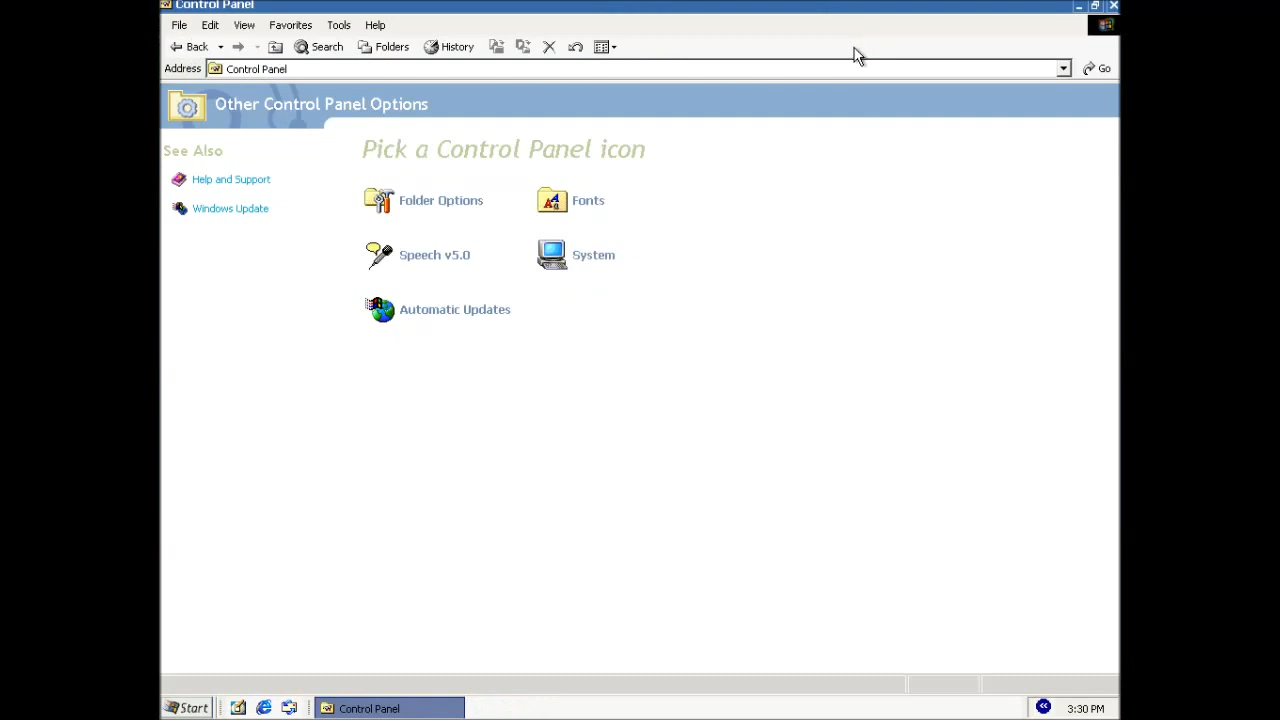 Control Panel
File Edit View Favorites Tools Help
Back Search Folders History
Address Control Panel Go
Other Control Panel Options
See Also
Help and Support
Windows Update
Pick a Control Panel icon
Folder Options Fonts
Speech v5.0 System
Automatic Updates
Start Control Panel 3:30 PM